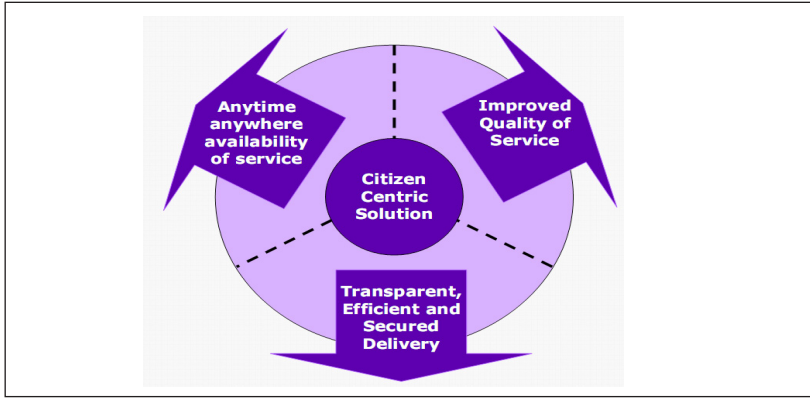 Anytime
anywhere
availability
of service
Improved
Quality of
Service
Citizen
Centric
Solution
Transparent,
Efficient and
Secured
Delivery